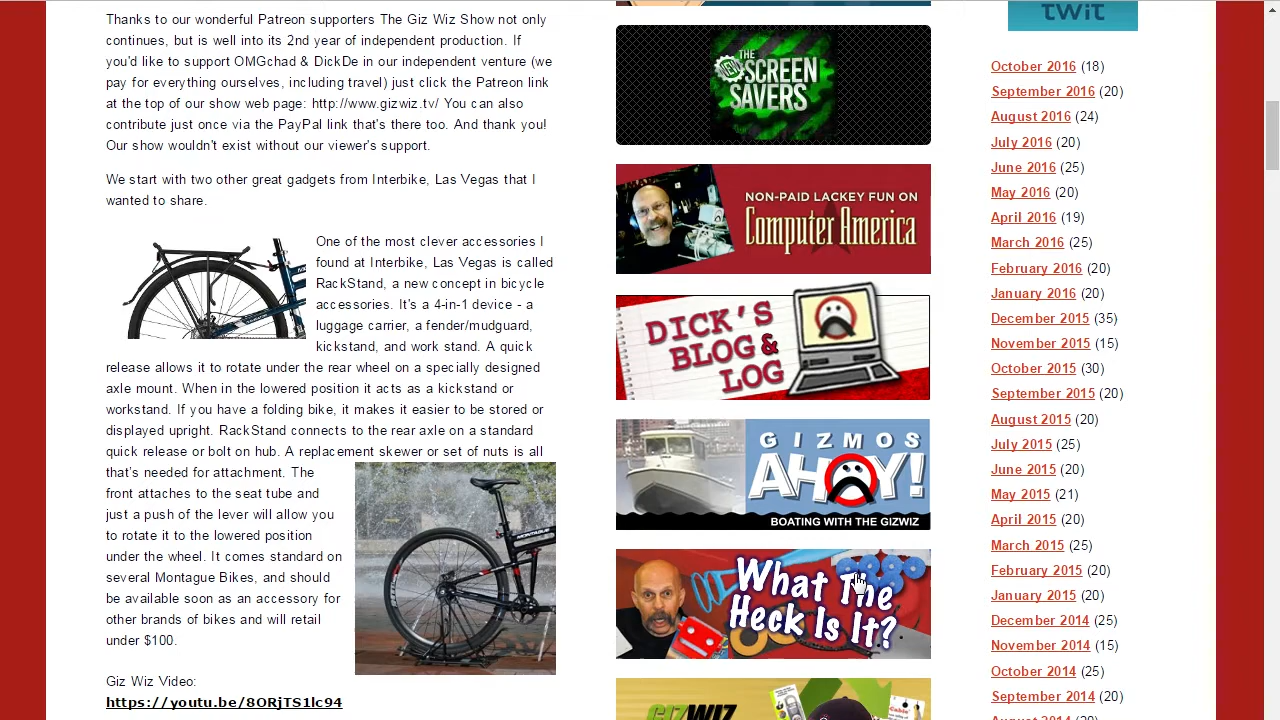 Thanks to our wonderful Patreon supporters The Giz Wiz Show not only
continues, but is well into its 2nd year of independent production. If
you'd like to support OMGchad & DickDe in our independent venture (we
pay for everything ourselves, including travel) just click the Patreon link
at the top of our show web page: http://www.gizwiz.tv/ You can also
contribute just once via the PayPal link up there too. And thank you!
Our show wouldn't exist without our viewer's support.
We start with two other great gadgets from Interbike, Las Vegas that I
wanted to share.
One of the most clever accessories I
found at Interbike, Las Vegas is called
RackStand, a new concept in bicycle
accessories. It's a 4-in-1 device - a
luggage carrier, a fender/mudguard,
kickstand, and work stand. A quick
it to rotate under the rear wheel on a specially designed
axle mount. When in the lowered position it acts as a kickstand or
workstand. If you have a folding bike, it makes it easier to be stored or
displayed upright. RackStand connects to the rear axle on a standard
quick release or bolt-on hub. One longer skewer or set of nuts is all
that's needed for attachment. The
to the seat tube and
just a push of the lever will allow you
to the lowered position
under the wheel. It comes standard on
several Montague Bikes, and should
be available soon as an accessory for
other models of bikes and will retail
under $100.
Giz Wiz Video:
THE
NEW
SCREEN
SAVERS
NON-PAID LACKEY FUN ON
Computer America
DICK'S
BLOG &
LOG
GIZMOS
AHOY!
BOATING WITH THE GIZWIZ
MONTAGUE
What The
Heck Is It?
GIZWIZ
Cable
TWiT
October 2016 (18)
September 2016 (20)
August 2016 (24)
July 2016 (20)
June 2016 (25)
May 2016 (20)
April 2016 (19)
March 2016 (25)
February 2016 (20)
January 2016 (20)
December 2015 (35)
November 2015 (15)
October 2015 (30)
September 2015 (20)
August 2015 (20)
July 2015 (25)
June 2015 (20)
May 2015 (21)
April 2015 (20)
March 2015 (25)
February 2015 (20)
January 2015 (20)
December 2014 (25)
November 2014 (15)
October 2014 (25)
September 2014 (20)